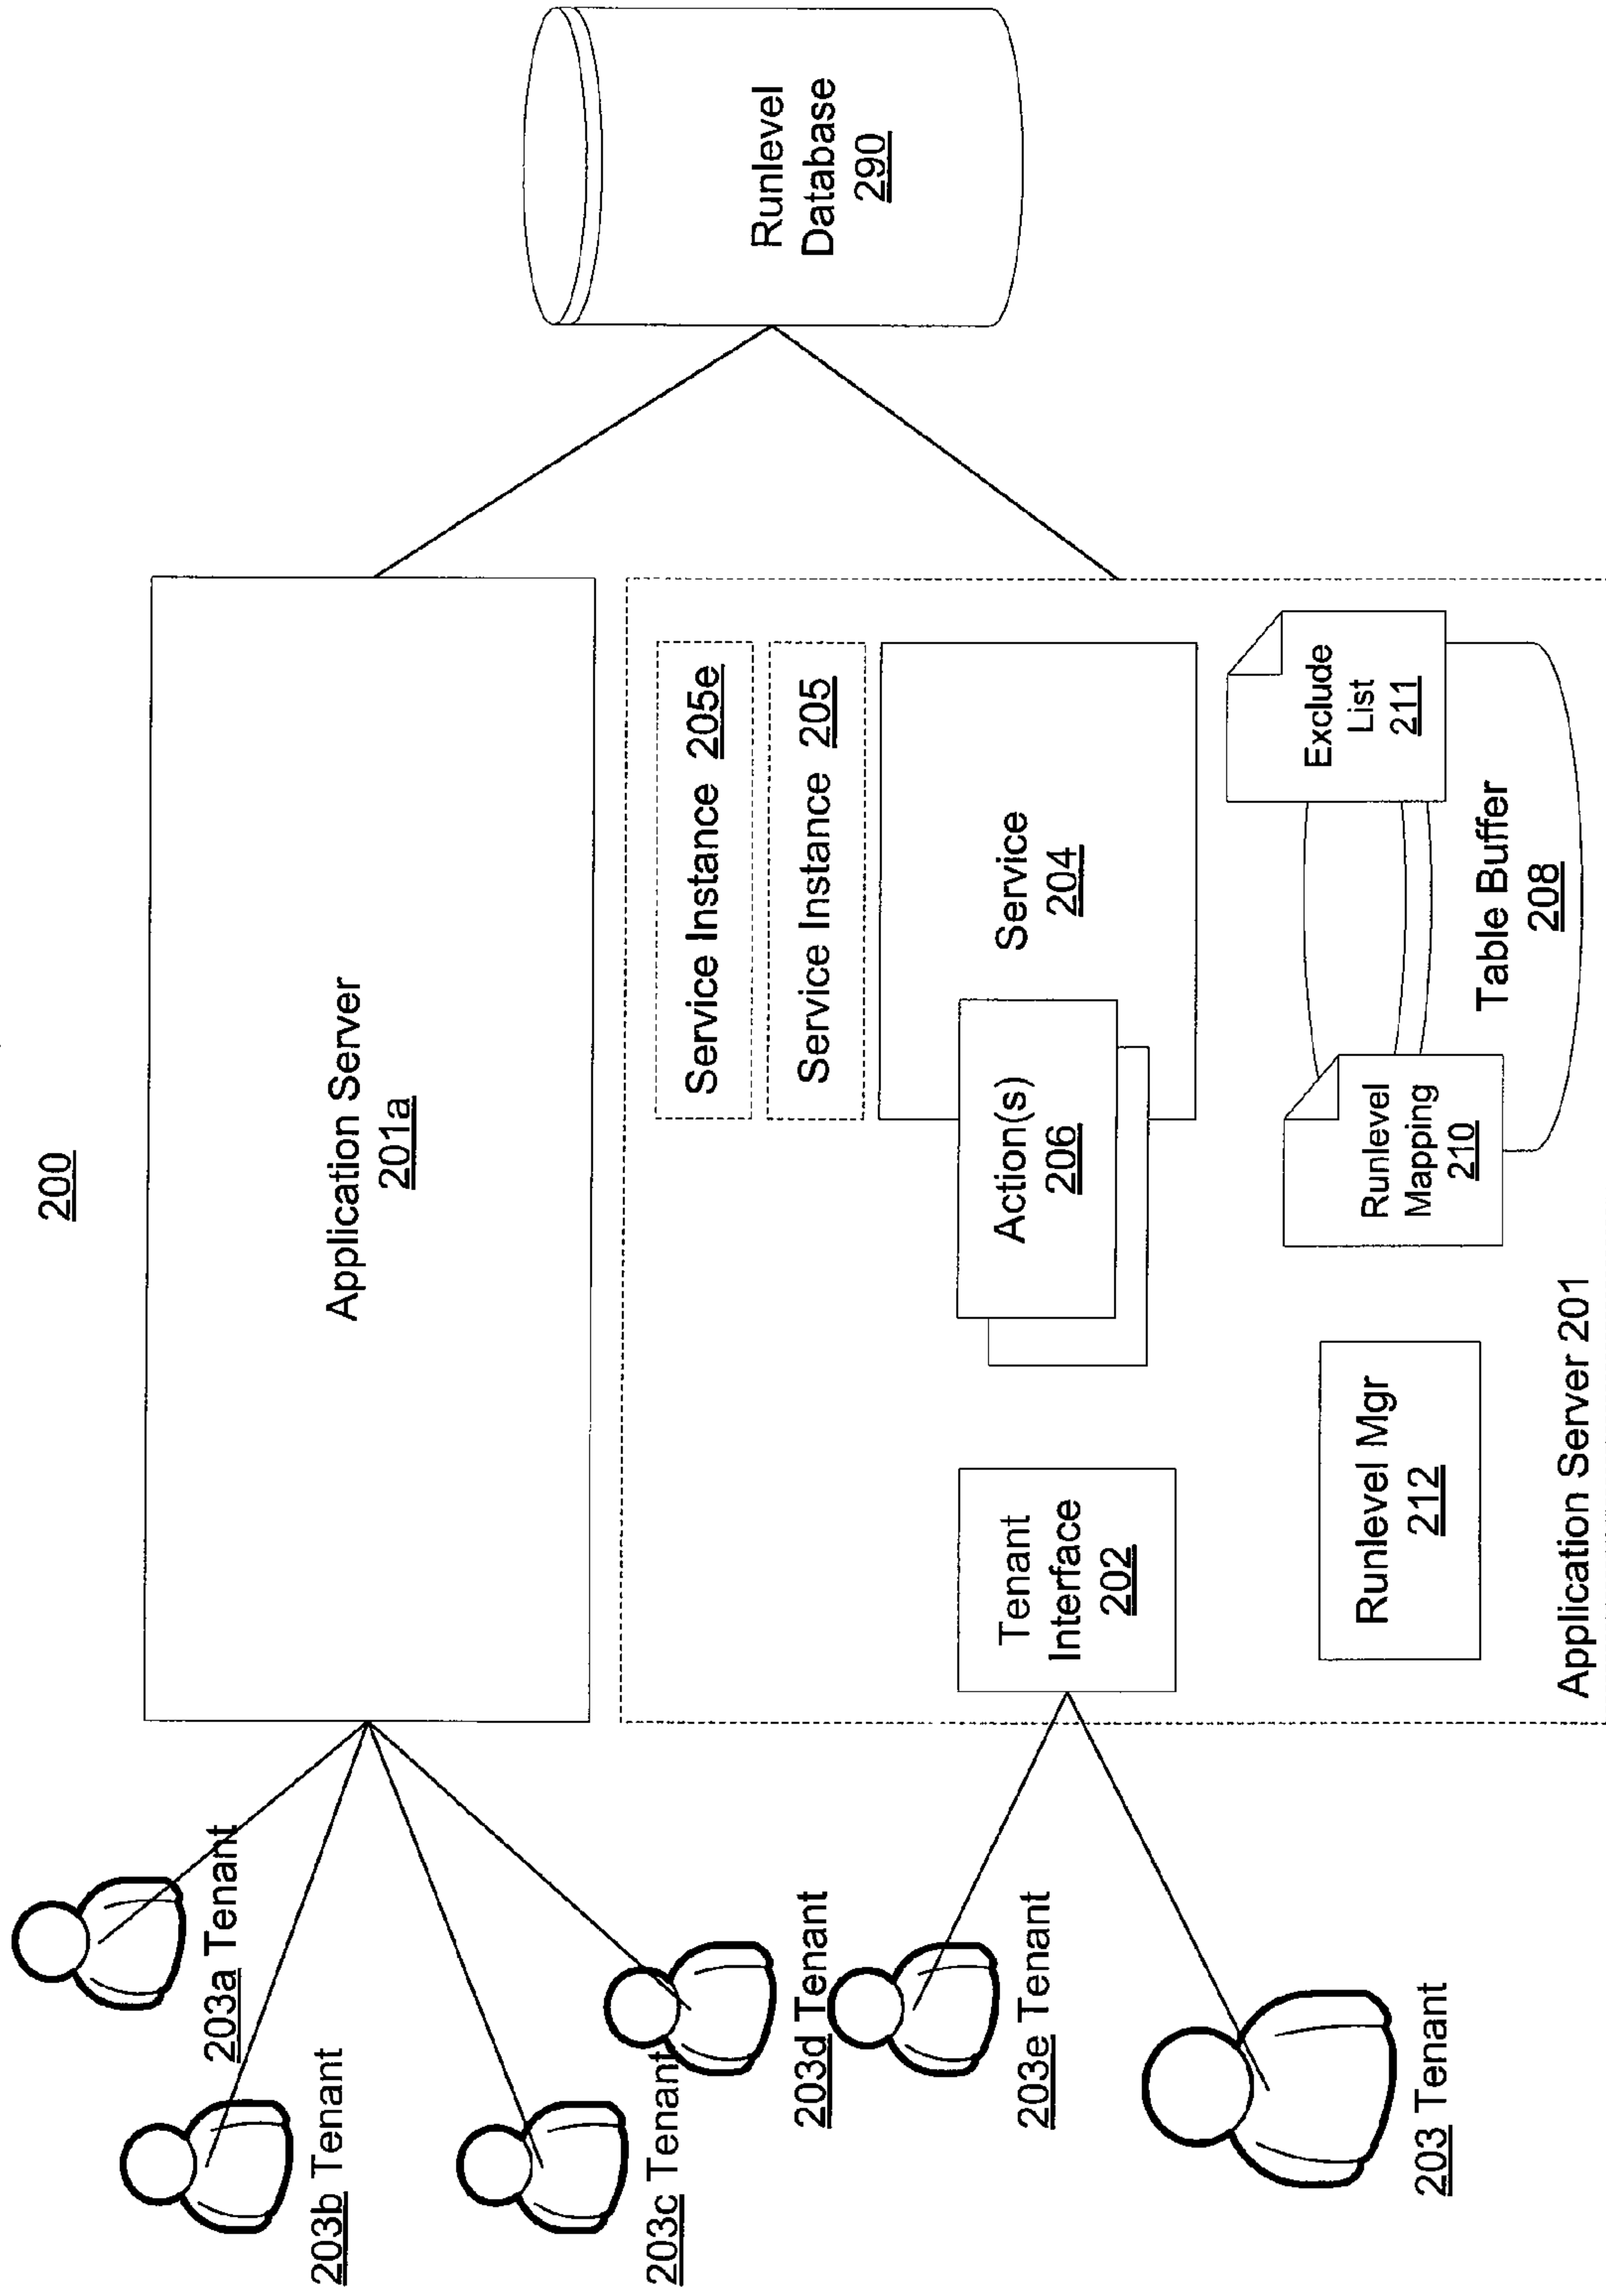 200
Application Server
201a
Runlevel
Database
290
203a Tenant
203b Tenant
203c Tenant
203d Tenant
203e Tenant
203 Tenant
Service Instance 205e
Service Instance 205
Service
204
Action(s)
206
Tenant
Interface
202
Exclude
List
211
Runlevel
Mapping
210
Table Buffer
208
Runlevel Mgr
212
Application Server 201